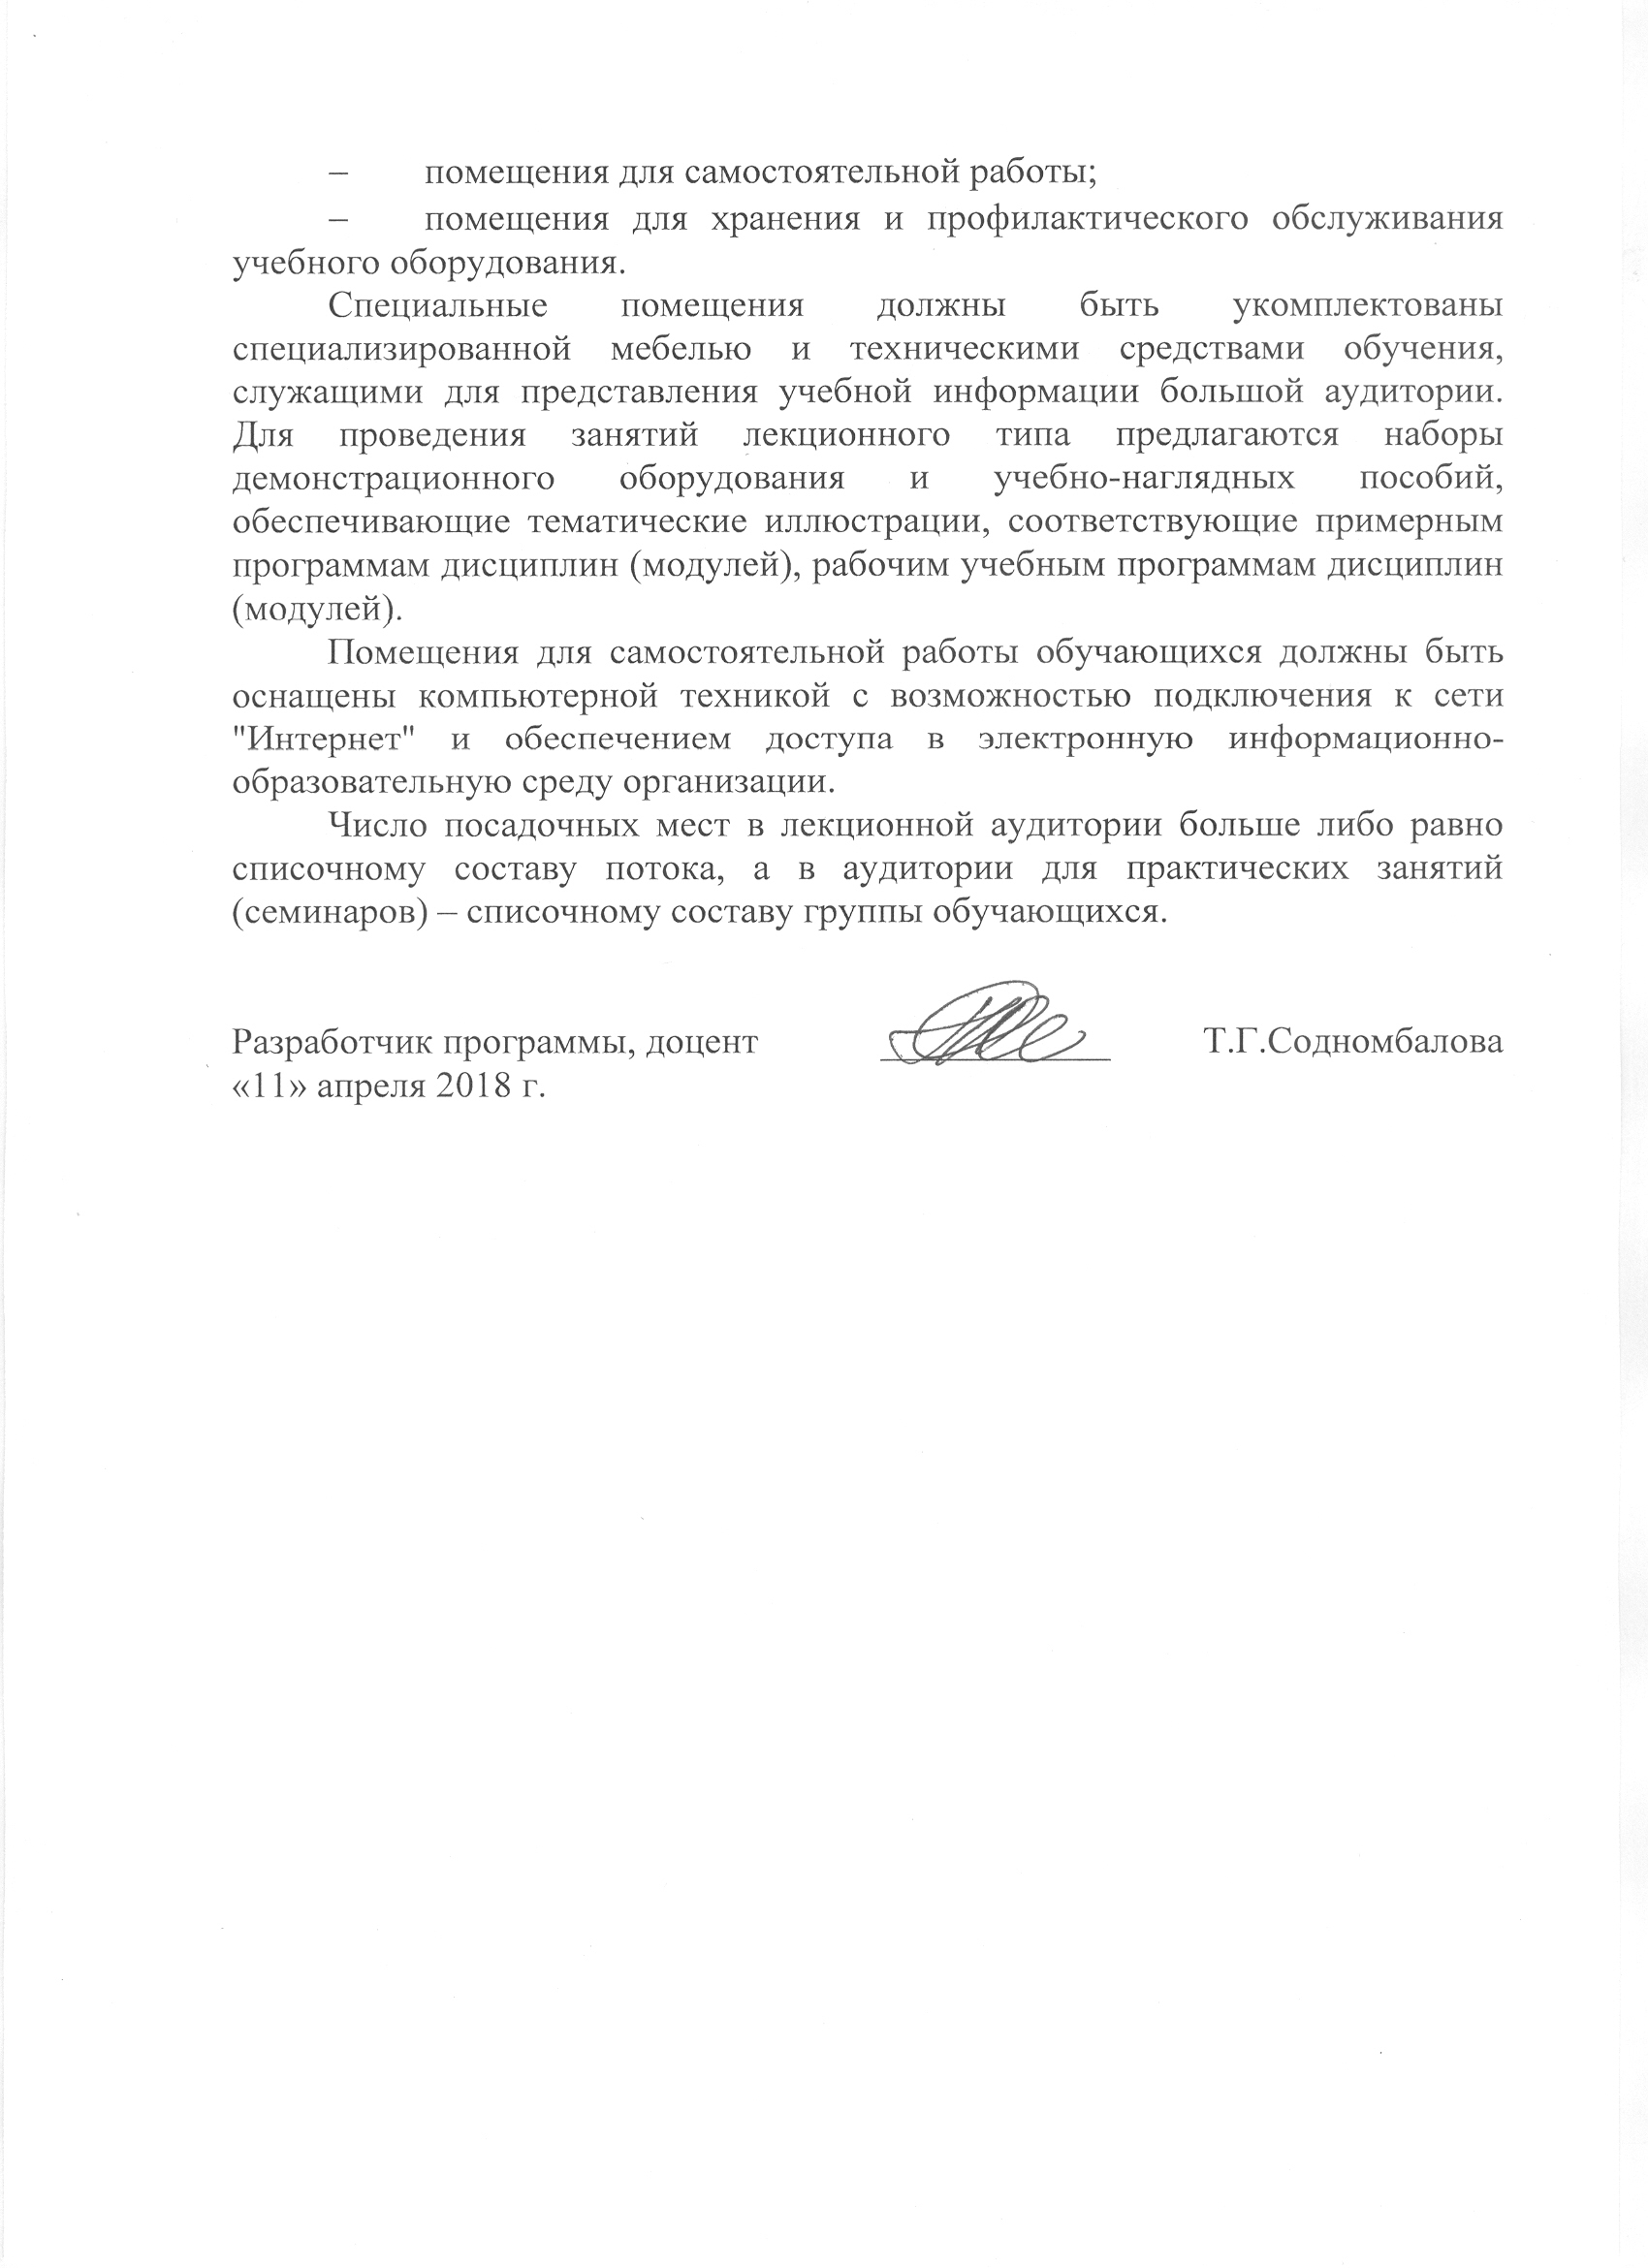 – помещения для самостоятельной работы;
– помещения для хранения и профилактического обслуживания
учебного оборудования.
Специальные помещения должны быть укомплектованы
специализированной мебелью и техническими средствами обучения,
служащими для представления учебной информации большой аудитории.
Для проведения занятий лекционного типа предлагаются наборы
демонстрационного оборудования и учебно-наглядных пособий,
обеспечивающие тематические иллюстрации, соответствующие примерным
программам дисциплин (модулей), рабочим учебным программам дисциплин
(модулей).
Помещения для самостоятельной работы обучающихся должны быть
оснащены компьютерной техникой с возможностью подключения к сети
"Интернет" и обеспечением доступа в электронную информационно-
образовательную среду организации.
Число посадочных мест в лекционной аудитории больше либо равно
списочному составу потока, а в аудитории для практических занятий
(семинаров) – списочному составу группы обучающихся.
Разработчик программы, доцент Т.Г.Содномбалова
«11» апреля 2018 г.